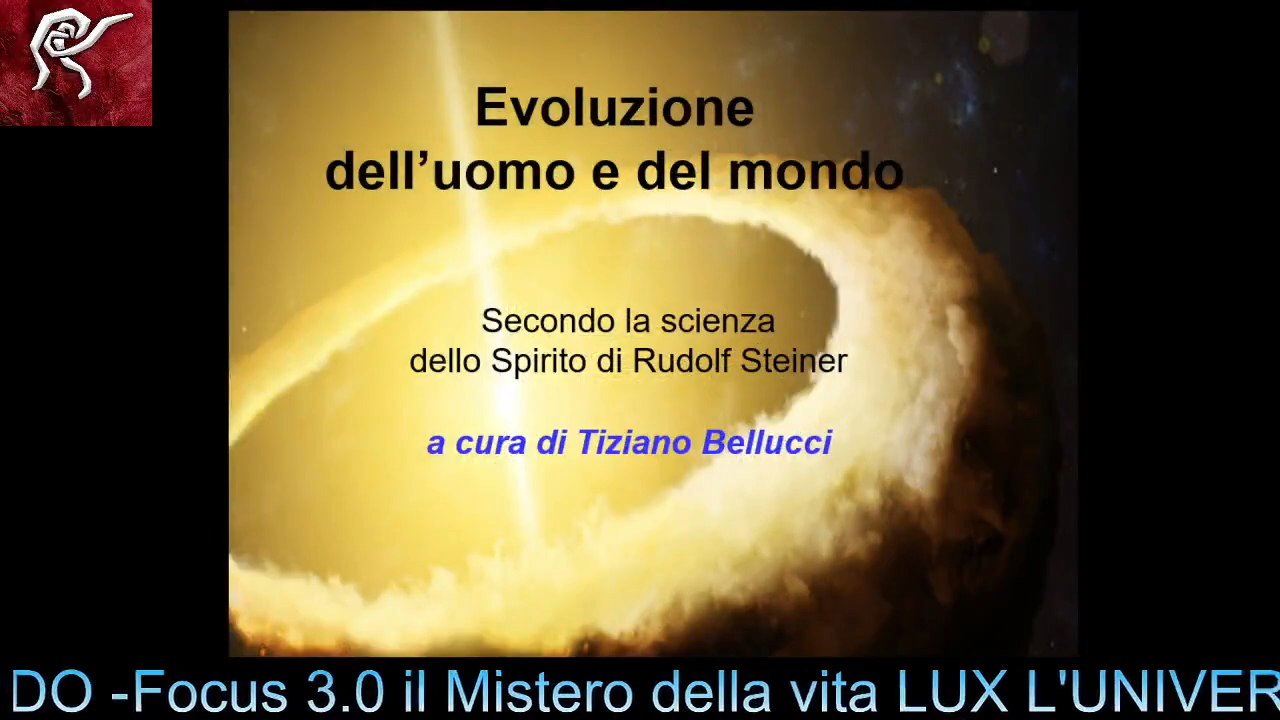 Evoluzione
dell’uomo e del mondo
Secondo la scienza
dello Spirito di Rudolf Steiner
a cura di Tiziano Bellucci
DO -Focus 3.0 il Mistero della vita LUX L'UNIVER